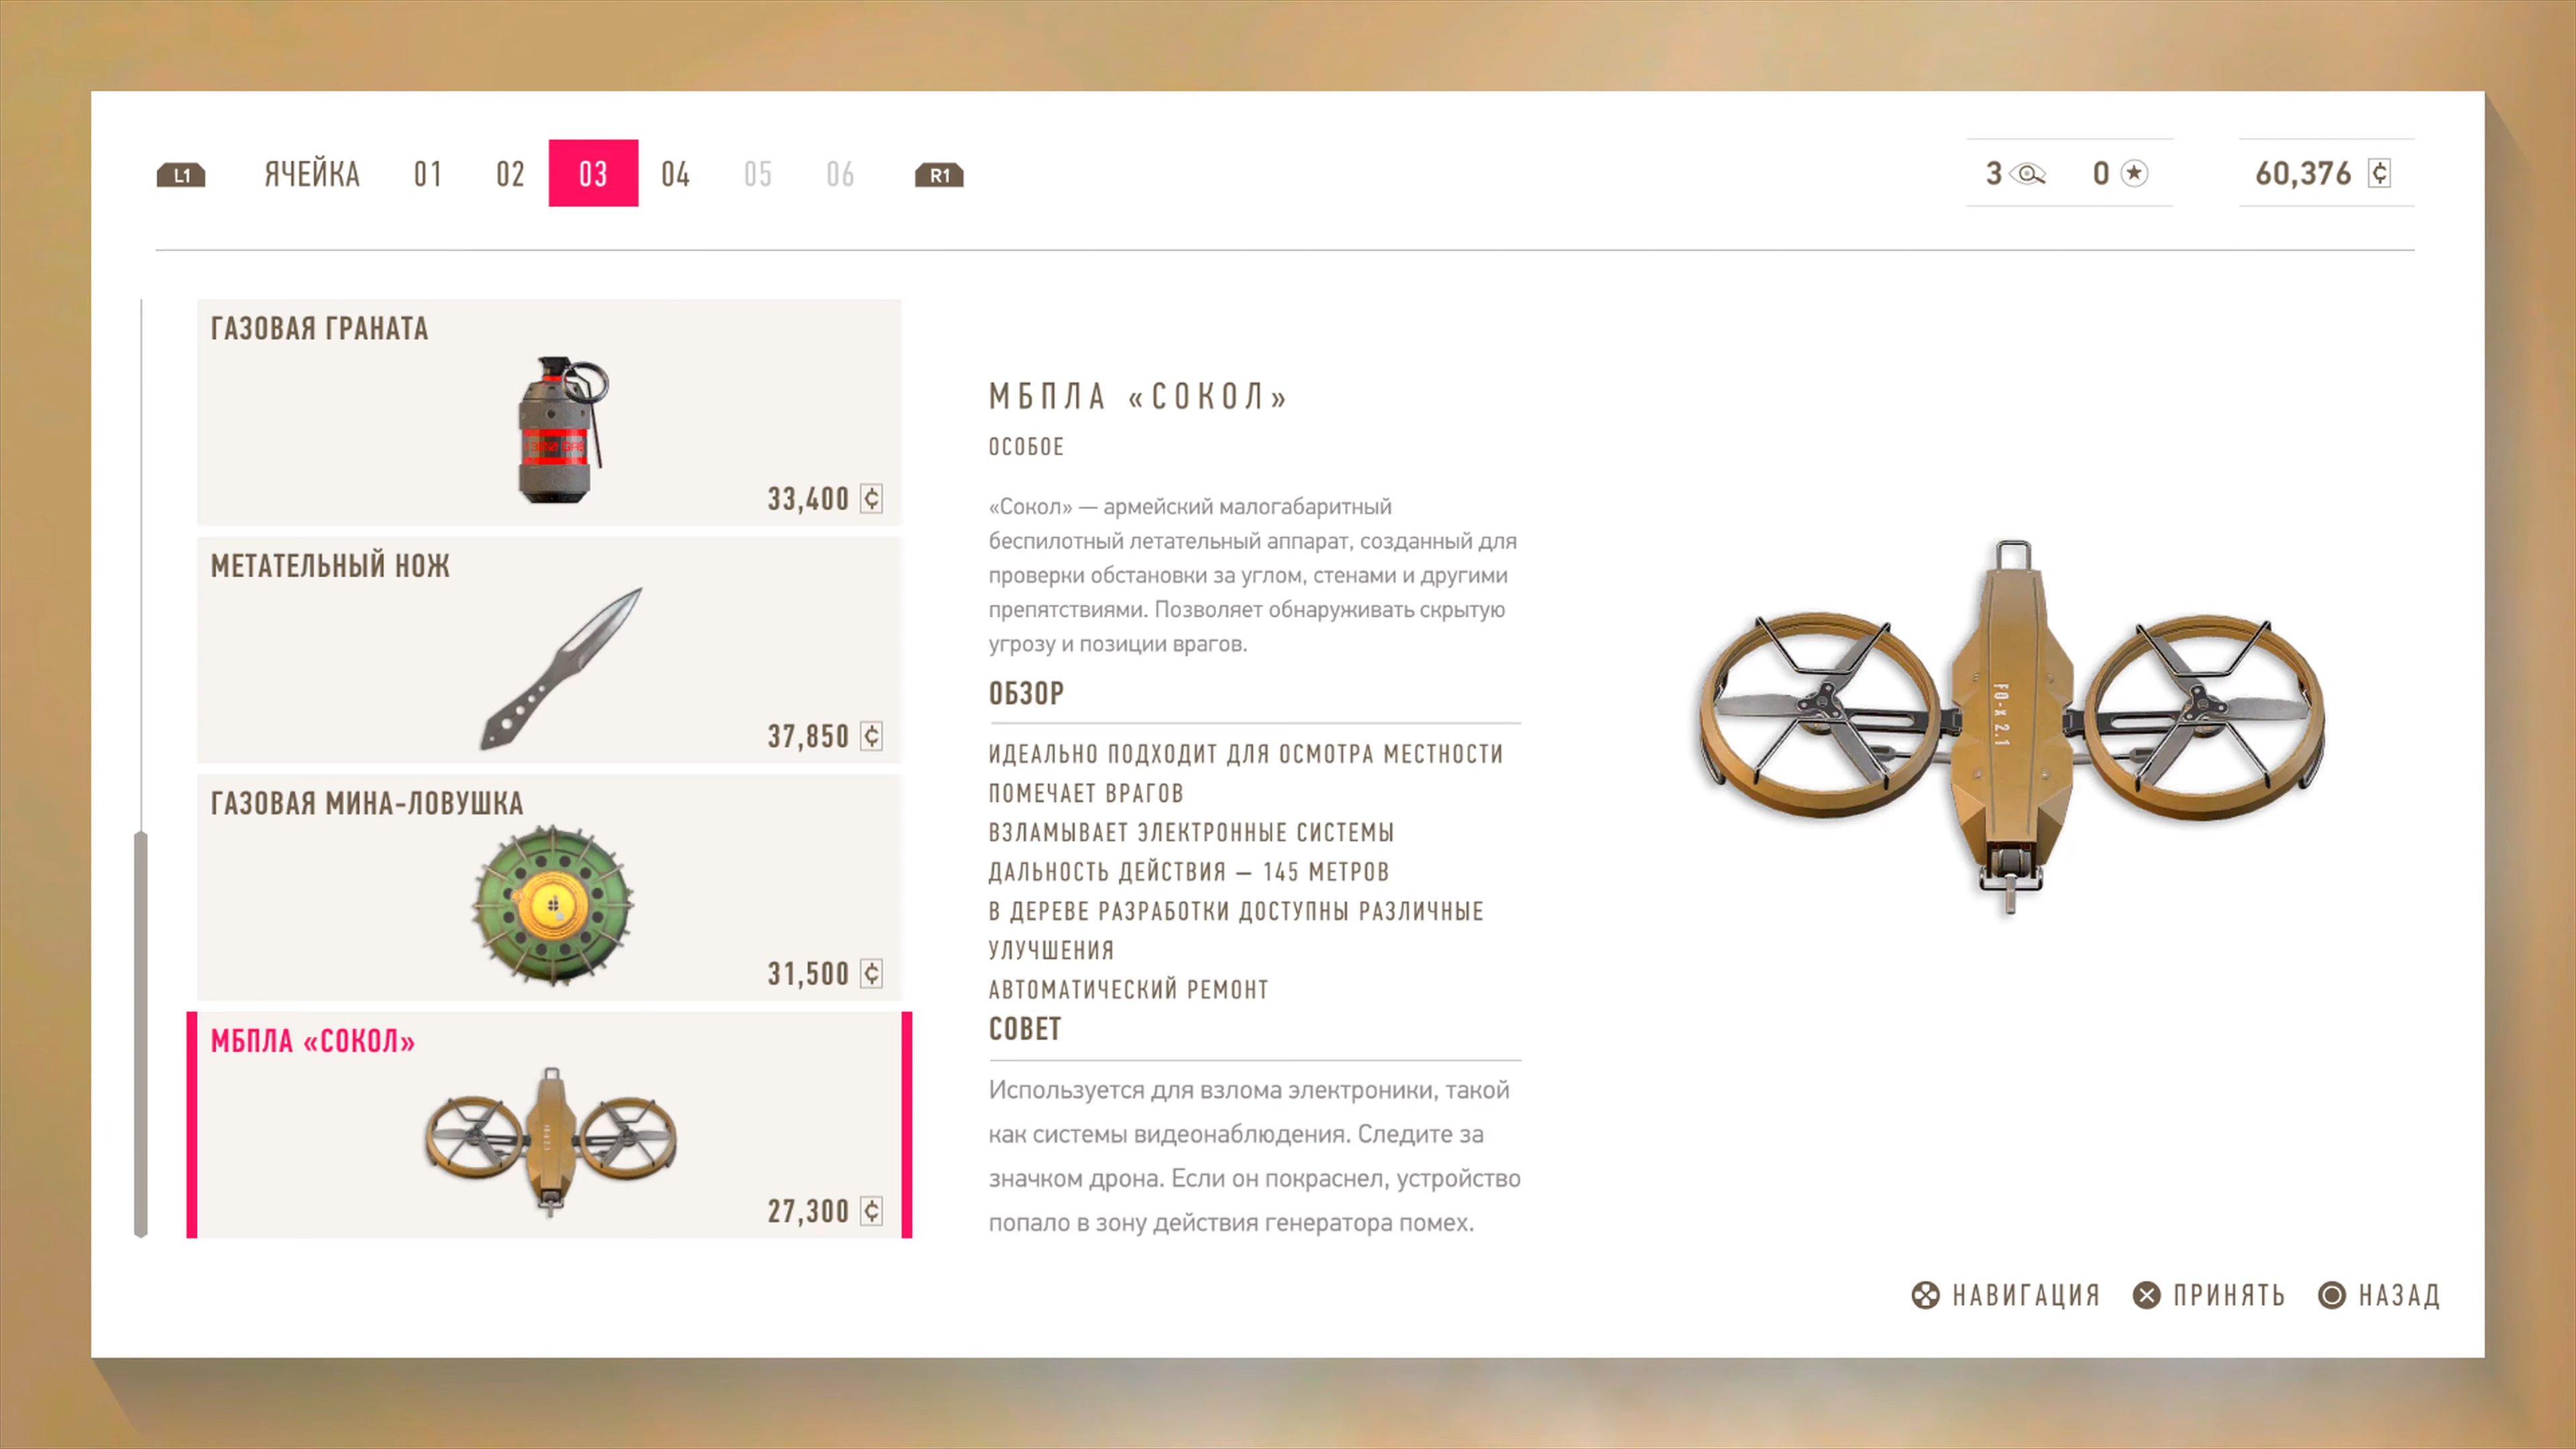 L1 ЯЧЕЙКА 01 02 03 04 05 06 R1
3 0 60,376
ГАЗОВАЯ ГРАНАТА
33,400
МЕТАТЕЛЬНЫЙ НОЖ
37,850
ГАЗОВАЯ МИНА-ЛОВУШКА
31,500
МБПЛА «СОКОЛ»
27,300
МБПЛА «СОКОЛ»
ОСОБОЕ
«Сокол» — армейский малогабаритный
беспилотный летательный аппарат, созданный для
проверки обстановки за углом, стенами и другими
препятствиями. Позволяет обнаруживать скрытую
угрозу и позиции врагов.
ОБЗОР
ИДЕАЛЬНО ПОДХОДИТ ДЛЯ ОСМОТРА МЕСТНОСТИ
ПОМЕЧАЕТ ВРАГОВ
ВЗЛАМЫВАЕТ ЭЛЕКТРОННЫЕ СИСТЕМЫ
ДАЛЬНОСТЬ ДЕЙСТВИЯ — 145 МЕТРОВ
В ДЕРЕВЕ РАЗРАБОТКИ ДОСТУПНЫ РАЗЛИЧНЫЕ
УЛУЧШЕНИЯ
АВТОМАТИЧЕСКИЙ РЕМОНТ
СОВЕТ
Используется для взлома электроники, такой
как системы видеонаблюдения. Следите за
значком дрона. Если он покраснел, устройство
попало в зону действия генератора помех.
FO-x 2.1
НАВИГАЦИЯ ПРИНЯТЬ НАЗАД